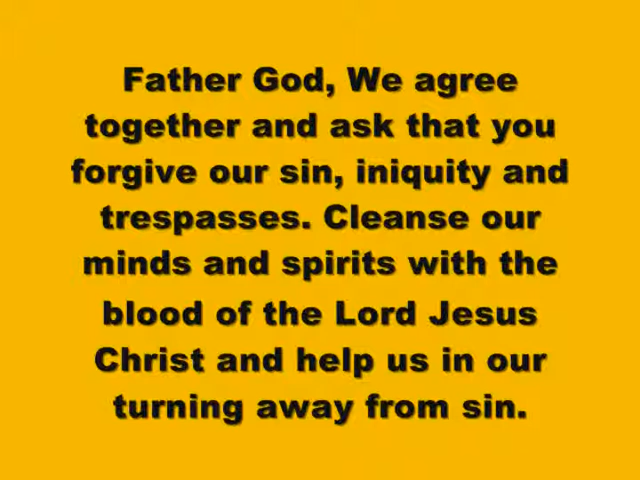 Father God, We agree
together and ask that you
forgive our sin, iniquity and
trespasses. Cleanse our
minds and spirits with the
blood of the Lord Jesus
Christ and help us in our
turning away from sin.